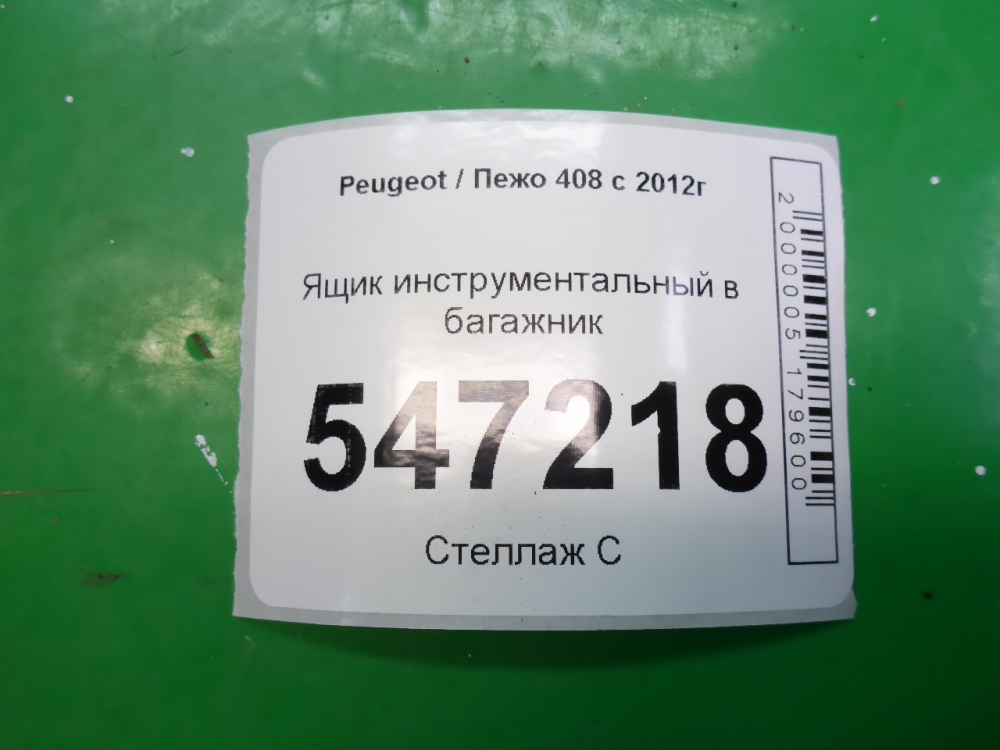 Peugeot / Пежо 408 с 2012г
Ящик инструментальный в
багажник
547218
Стеллаж С
2000005179600